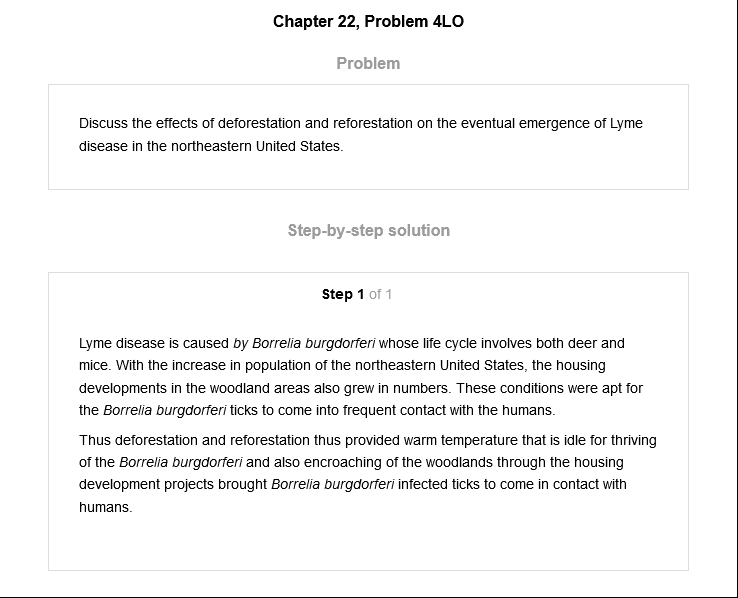 Chapter 22, Problem 4LO
Problem
Discuss the effects of deforestation and reforestation on the eventual emergence of Lyme
disease in the northeastern United States.
Step-by-step solution
Step 1 of 1
Lyme disease is caused by Borrelia burgdorferi whose life cycle involves both deer and
mice. With the increase in population of the northeastern United States, the housing
developments in the woodland areas also grew in numbers. These conditions were apt for
the Borrelia burgdorferi ticks to come into frequent contact with the humans.
Thus deforestation and reforestation thus provided warm temperature that is idle for thriving
of the Borrelia burgdorferi and also encroaching of the woodlands through the housing
development projects brought Borrelia burgdorferi infected ticks to come in contact with
humans.